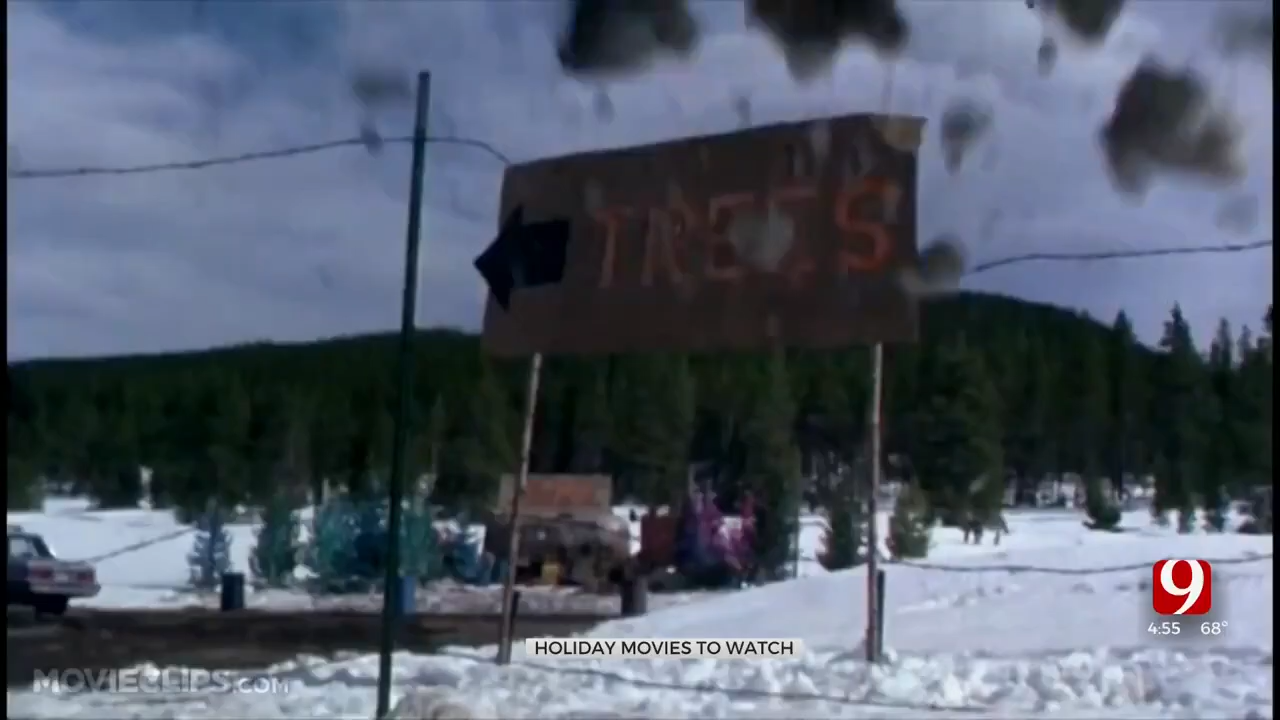 TREES
9
4:55 68°
HOLIDAY MOVIES TO WATCH
MOVIECLIPS.COM